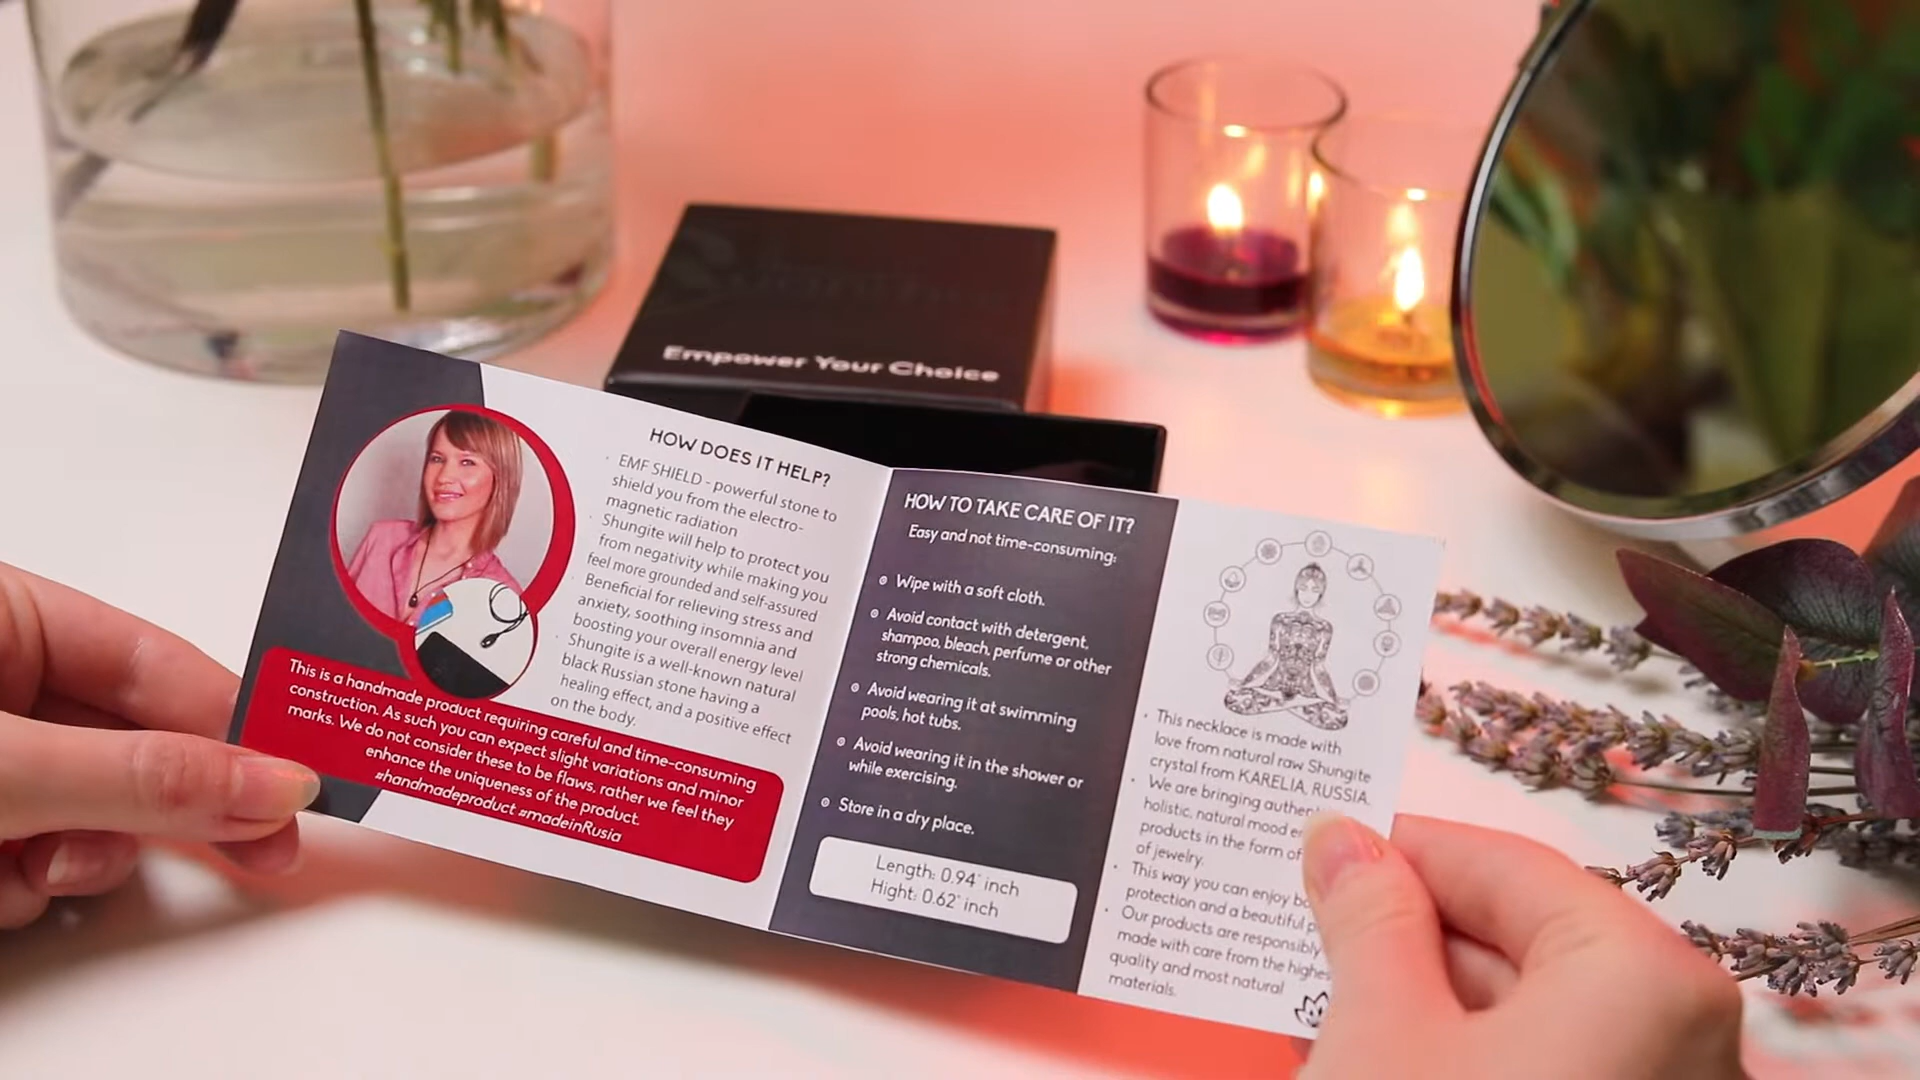 Empower Your Choice
HOW DOES IT HELP?
EMF SHIELD - powerful stone to
shield you from the electro-
magnetic radiation
Shungite will help to protect you
from negativity while making you
feel more grounded and self-assured
Beneficial for relieving stress and
anxiety, soothing insomnia and
boosting your overall energy level
Shungite is a well-known natural
black Russian stone having a
healing effect, and a positive effect
on the body.
This is a handmade product requiring careful and time-consuming
construction. As such you can expect slight variations and minor
marks. We do not consider these to be flaws, rather we feel they
enhance the uniqueness of the product.
#handmadeproduct #madeinRusia
HOW TO TAKE CARE OF IT?
Easy and not time-consuming:
Wipe with a soft cloth.
Avoid contact with detergent,
shampoo, bleach, perfume or other
strong chemicals.
Avoid wearing it at swimming
pools, hot tubs.
Avoid wearing it in the shower or
while exercising.
Store in a dry place.
Length: 0.94" inch
Hight: 0.62" inch
This necklace is made with
love from natural raw Shungite
crystal from KARELIA, RUSSIA.
We are bringing
holistic, natural mood
products in the form of
of jewelry.
This way you can enjoy
protection and a beautiful
Our products are responsibly
made with care from the highes
quality and most natural
materials.